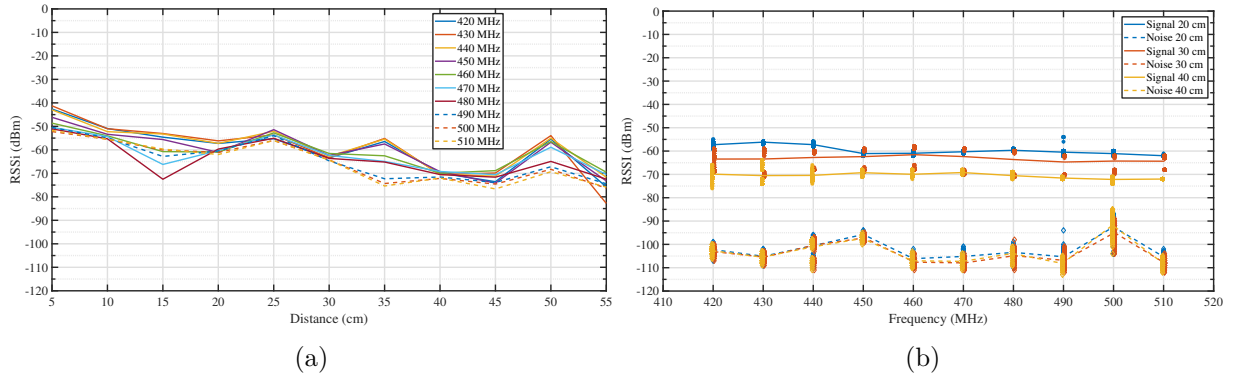 0
-10
-20
-30
-40
-50
-60
-70
-80
-90
-100
-110
-120
RSSi (dBm)
5
10
15
20
25
30
35
40
45
50
55
Distance (cm)
420 MHz
430 MHz
440 MHz
450 MHz
460 MHz
470 MHz
480 MHz
490 MHz
500 MHz
510 MHz
(a)
0
-10
-20
-30
-40
-50
-60
-70
-80
-90
-100
-110
-120
RSSI (dBm)
410
420
430
440
450
460
470
480
490
500
510
520
Frequency (MHz)
Signal 20 cm
Noise 20 cm
Signal 30 cm
Noise 30 cm
Signal 40 cm
Noise 40 cm
(b)